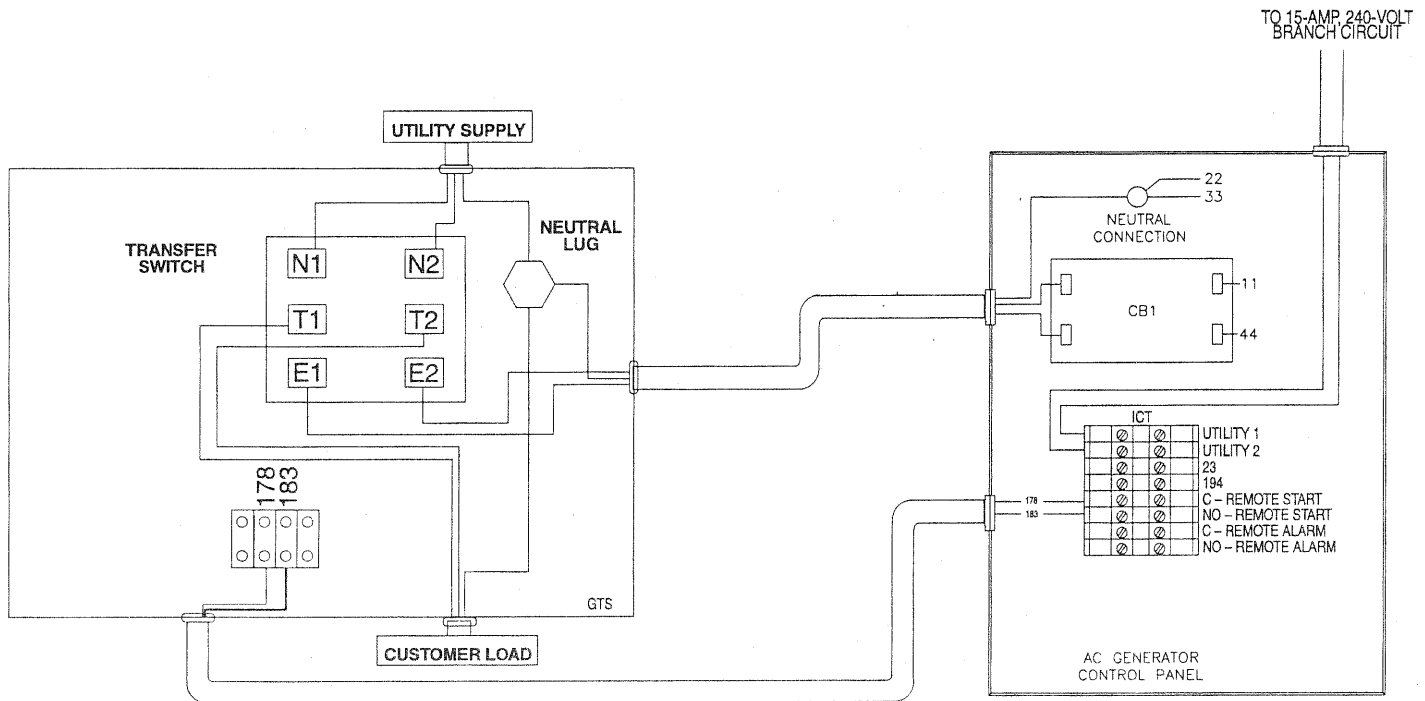 TO 15-AMP, 240-VOLT
BRANCH CIRCUIT
UTILITY SUPPLY
TRANSFER
SWITCH
NEUTRAL
LUG
N1
N2
T1
T2
E1
E2
178
183
GTS
CUSTOMER LOAD
22
33
NEUTRAL
CONNECTION
CB1
11
44
ICT
UTILITY 1
UTILITY 2
23
194
178
C – REMOTE START
183
NO – REMOTE START
C – REMOTE ALARM
NO – REMOTE ALARM
AC GENERATOR
CONTROL PANEL